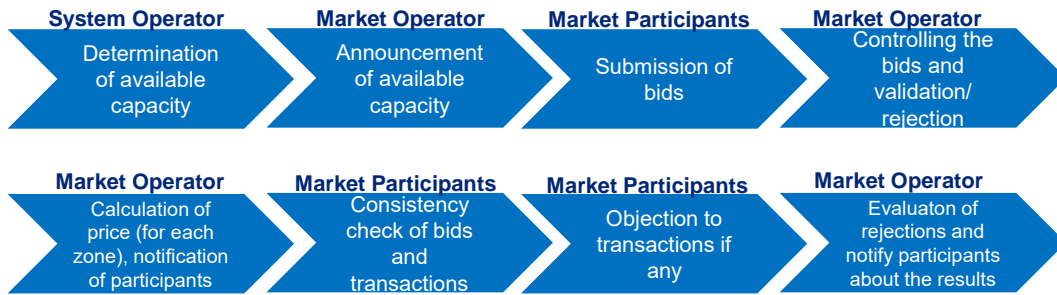 System Operator
Determination
of available
capacity
Market Operator
Announcement
of available
capacity
Market Participants
Submission of
bids
Market Operator
Controlling the
bids and
validation/
rejection
Market Operator
Calculation of
price (for each
zone), notification
of participants
Market Participants
Consistency
check of bids
and
transactions
Market Participants
Objection to
transactions if
any
Market Operator
Evaluaton of
rejections and
notify participants
about the results